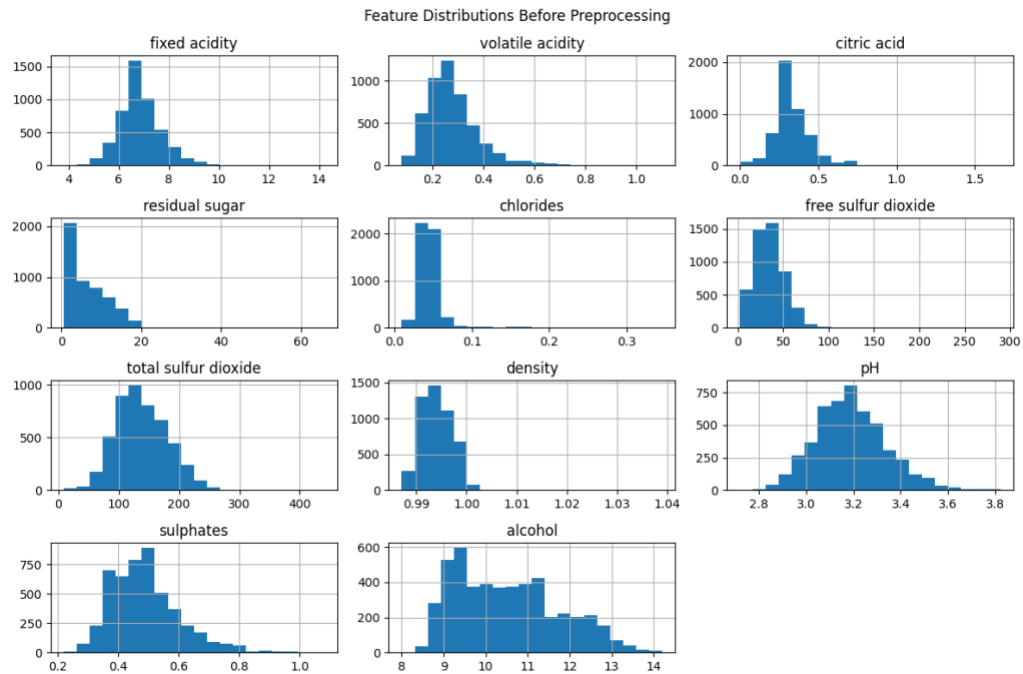 Feature Distributions Before Preprocessing
fixed acidity
volatile acidity
citric acid
1500
1000
500
0
4 6 8 10 12 14
1000
500
0
0.2 0.4 0.6 0.8 1.0
2000
1000
0
0.0 0.5 1.0 1.5
residual sugar
chlorides
free sulfur dioxide
2000
1000
0
0 20 40 60
2000
1000
0
0.0 0.1 0.2 0.3
1500
1000
500
0
0 50 100 150 200 250 300
total sulfur dioxide
density
pH
1000
500
0
0 100 200 300 400
1500
1000
500
0
0.99 1.00 1.01 1.02 1.03 1.04
750
500
250
0
2.8 3.0 3.2 3.4 3.6 3.8
sulphates
alcohol
750
500
250
0
0.2 0.4 0.6 0.8 1.0
600
400
200
0
8 9 10 11 12 13 14